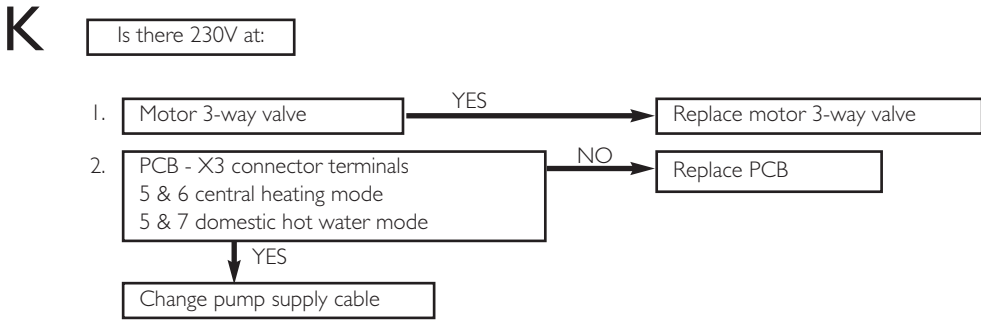 K
Is there 230V at:
1. Motor 3-way valve
YES
Replace motor 3-way valve
2. PCB - X3 connector terminals
5 & 6 central heating mode
5 & 7 domestic hot water mode
NO
Replace PCB
YES
Change pump supply cable